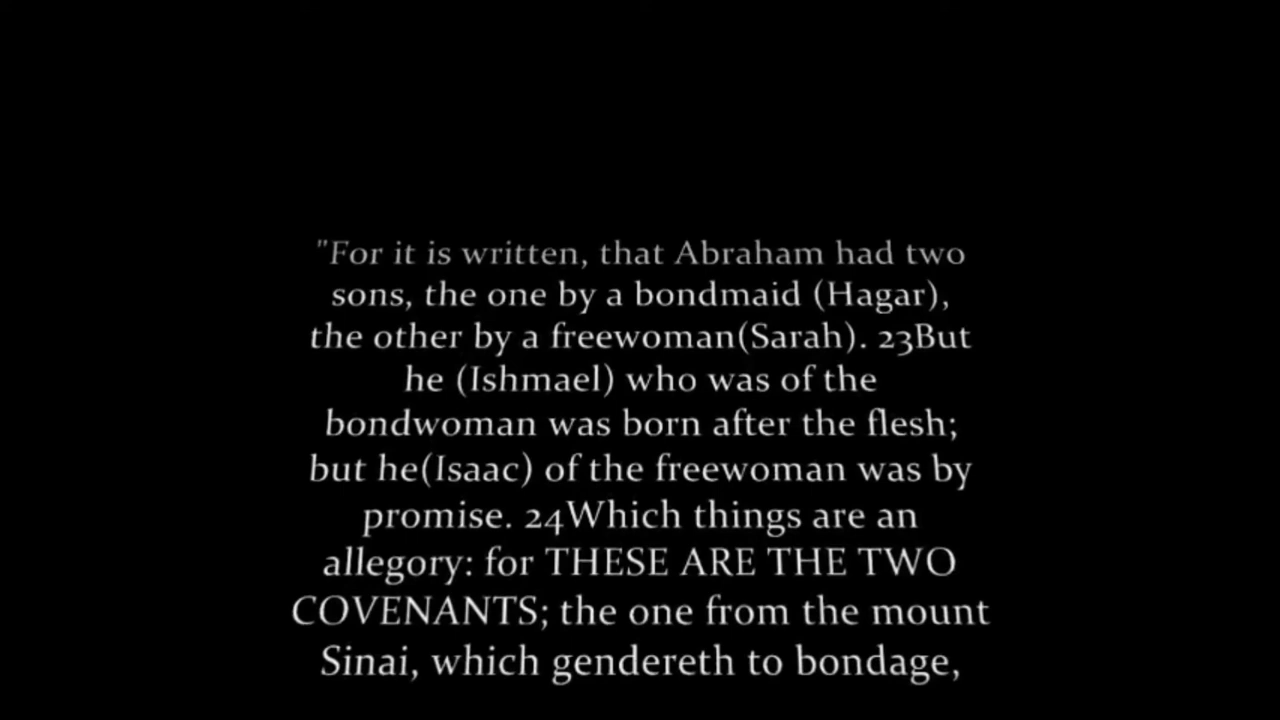 "For it is written, that Abraham had two
sons, the one by a bondmaid (Hagar),
the other by a freewoman(Sarah). 23But
he (Ishmael) who was of the
bondwoman was born after the flesh;
but he(Isaac) of the freewoman was by
promise. 24Which things are an
allegory: for THESE ARE THE TWO
COVENANTS; the one from the mount
Sinai, which gendereth to bondage,